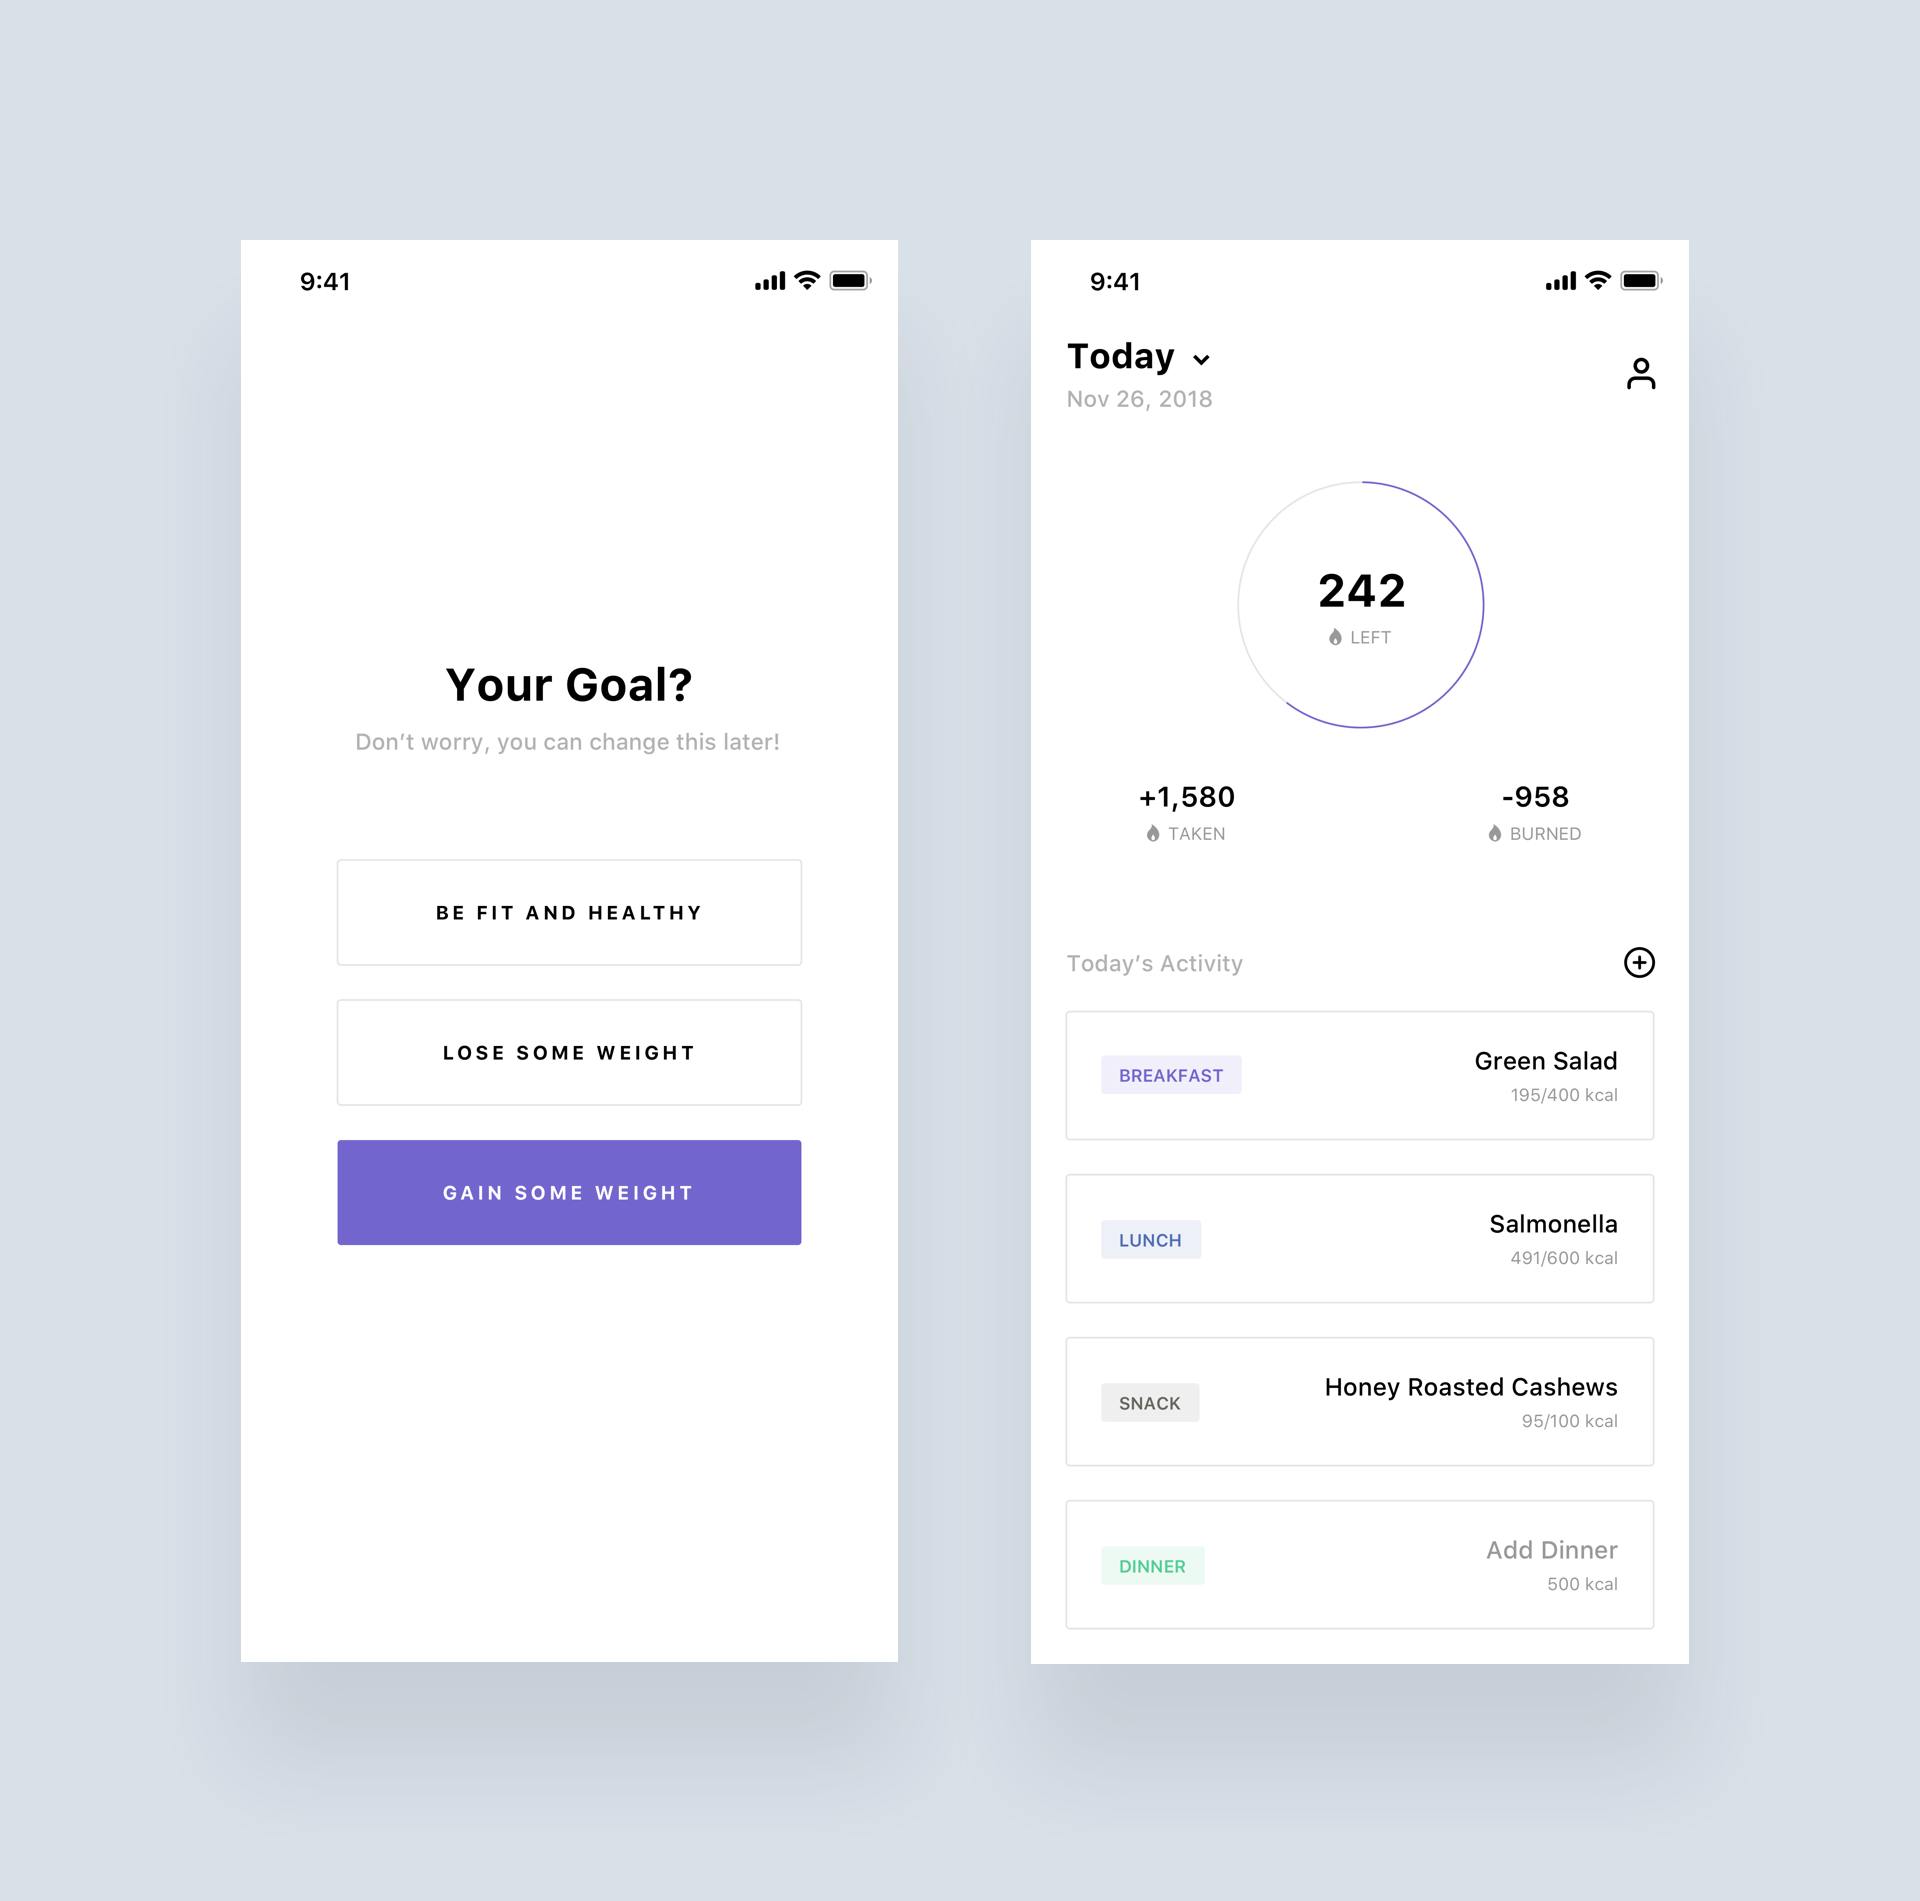 9:41
Your Goal?
Don’t worry, you can change this later!
BE FIT AND HEALTHY
LOSE SOME WEIGHT
GAIN SOME WEIGHT
9:41
Today
Nov 26, 2018
242
LEFT
+1,580
TAKEN
-958
BURNED
Today’s Activity
BREAKFAST
Green Salad
195/400 kcal
LUNCH
Salmonella
491/600 kcal
SNACK
Honey Roasted Cashews
95/100 kcal
DINNER
Add Dinner
500 kcal